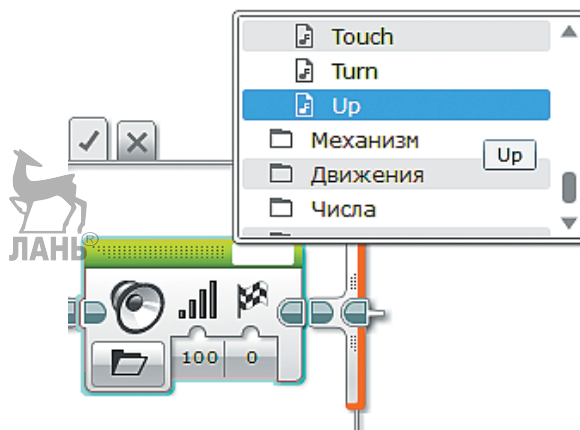 Touch
Turn
Up
Механизм
Up
Движения
Числа
ЛАНЬ®
100 0